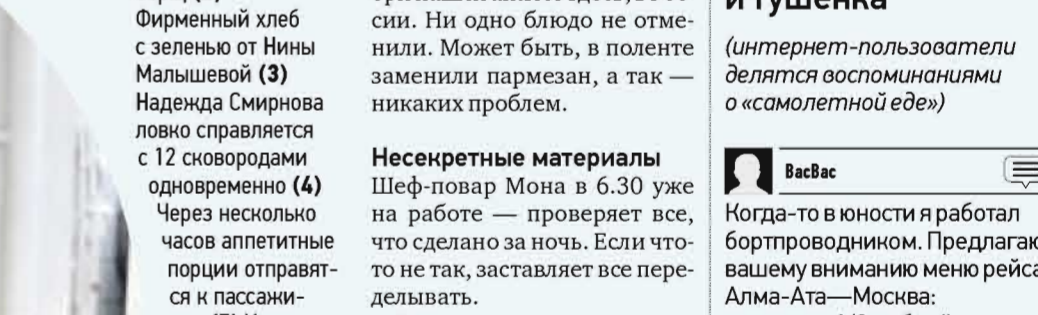 Фирменный хлеб
с зеленью от Нины
Малышевой (3)
Надежда Смирнова
ловко справляется
с 12 сковородами
одновременно (4)
Через несколько
часов аппетитные
порции отправят-
ся к пассажи-
сии. Ни одно блюдо не отме-
нили. Может быть, в поленте
заменили пармезан, а так —
никаких проблем.
Несекретные материалы
Шеф-повар Мона в 6.30 уже
на работе — проверяет все,
что сделано за ночь. Если что-
то не так, заставляет все пере-
делывать.
и тушенка
(интернет-пользователи
делятся воспоминаниями
о «самолетной еде»)
ВасВас
Когда-то в юности я работал
бортпроводником. Предлагаю
вашему вниманию меню рейса
Алма-Ата—Москва: